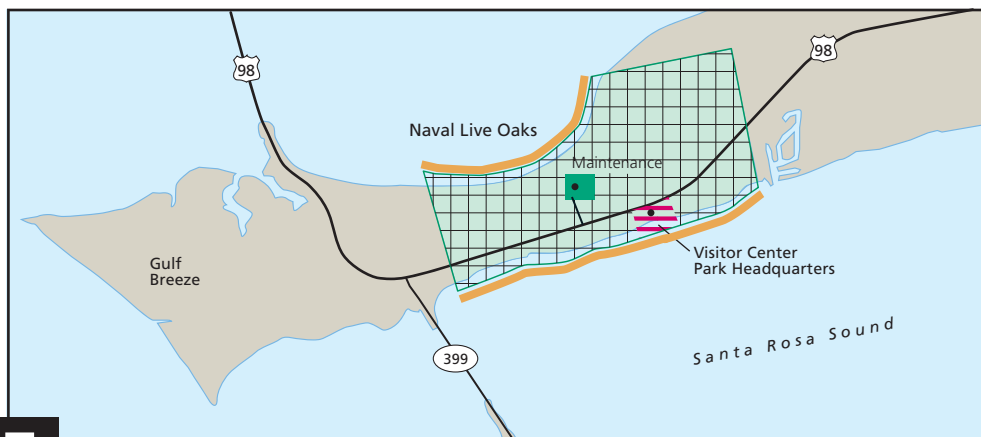 98
98
Naval Live Oaks
Maintenance
Visitor Center
Park Headquarters
Gulf
Breeze
Santa Rosa Sound
399